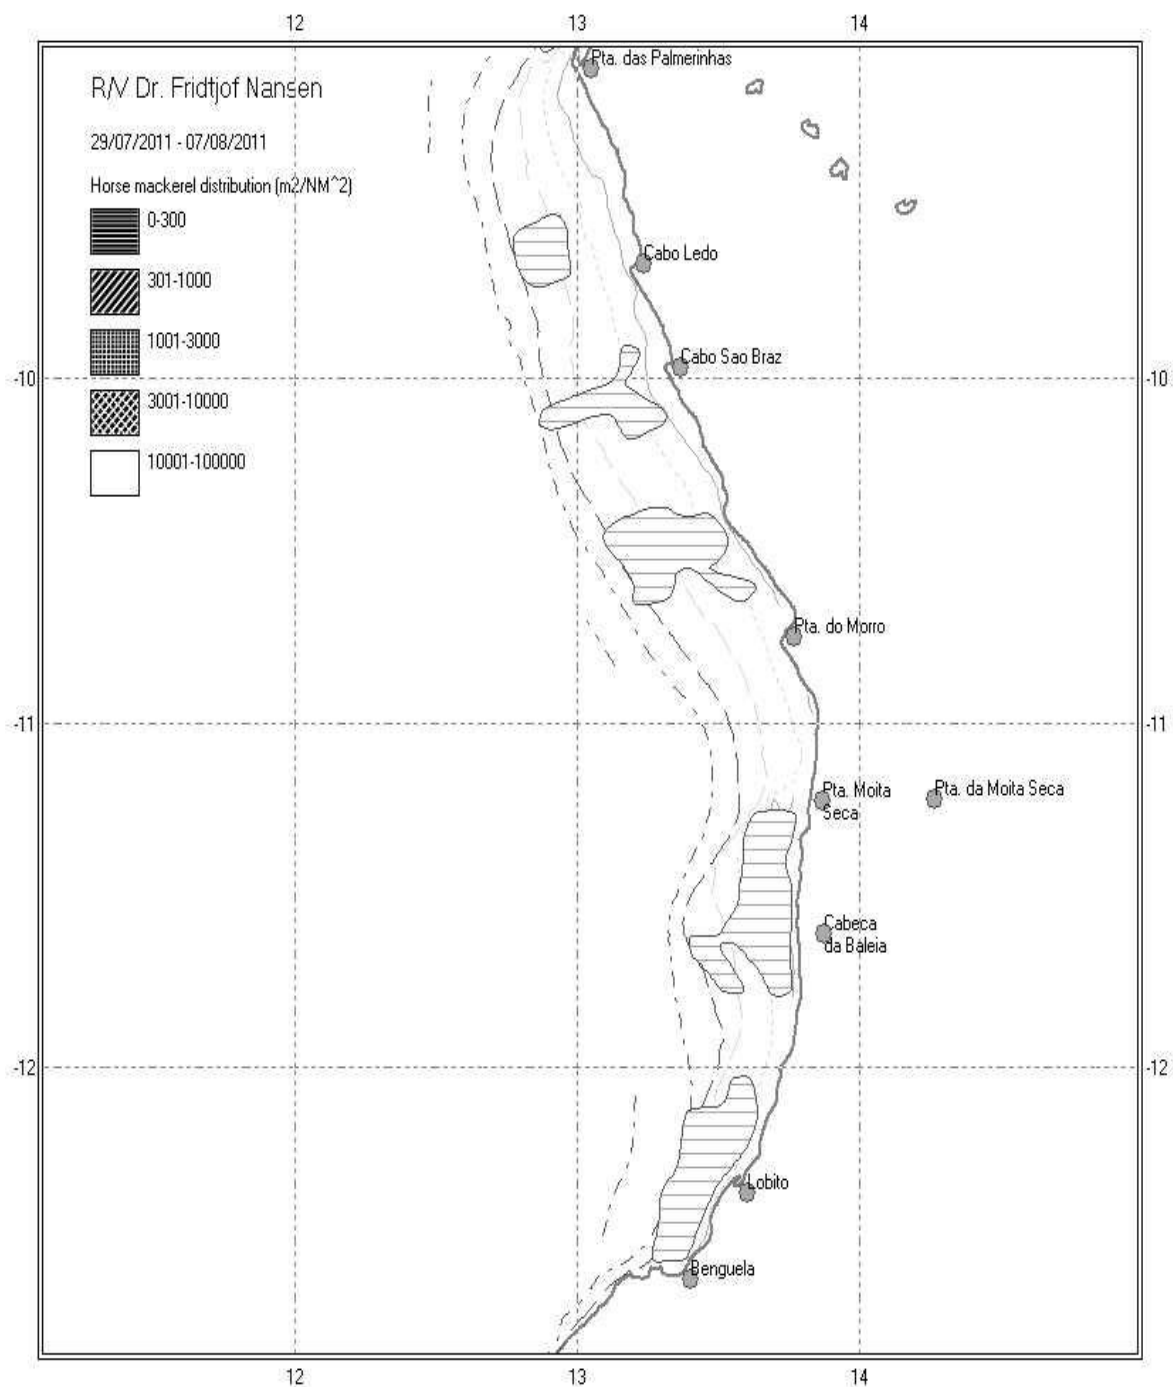 12 13 14
Pta. das Palmerinhas
R/V Dr. Fridtjof Nansen
29/07/2011 - 07/08/2011
Horse mackerel distribution (m2/NM^2)
0-300
301-1000
1001-3000
3001-10000
10001-100000
Cabo Ledo
Cabo Sao Braz
-10 -10
Pta. do Morro
-11 -11
Pta. Moita
Seca
Pta. da Moita Seca
Cabeca
da Baleia
-12 -12
Lobito
Benguela
12 13 14